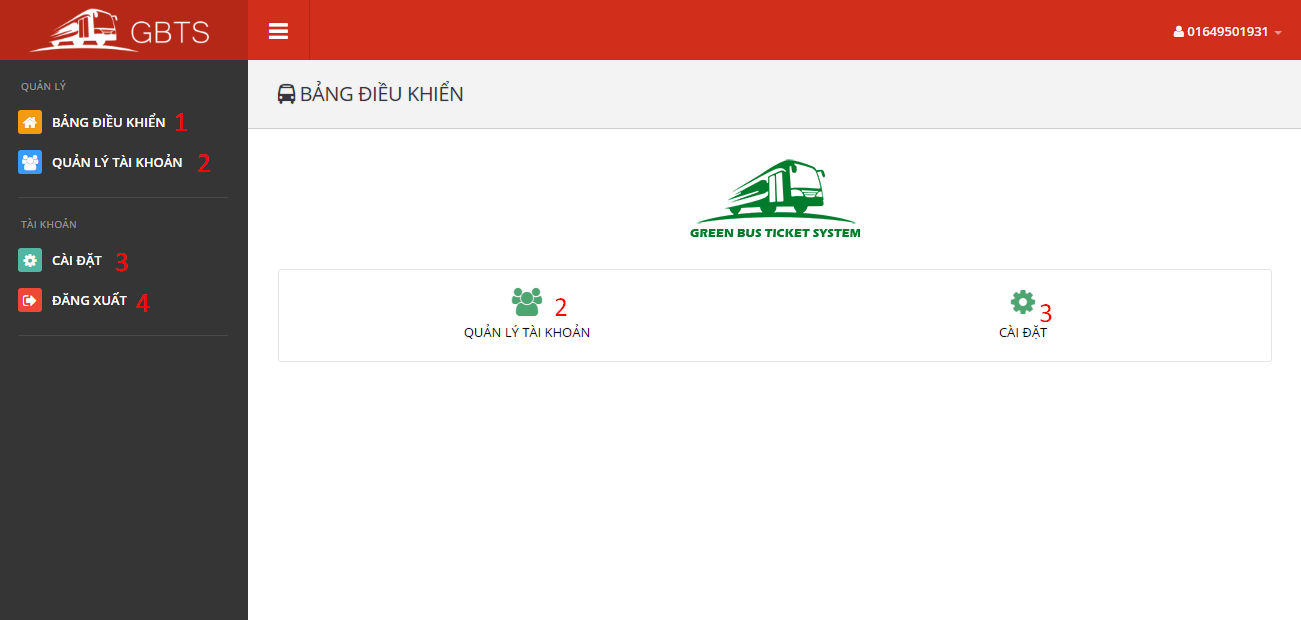 GBTS
01649501931
QUẢN LÝ
BẢNG ĐIỀU KHIỂN 1
QUẢN LÝ TÀI KHOẢN 2
TÀI KHOẢN
CÀI ĐẶT 3
ĐĂNG XUẤT 4
BẢNG ĐIỀU KHIỂN
GREEN BUS TICKET SYSTEM
2
QUẢN LÝ TÀI KHOẢN
3
CÀI ĐẶT